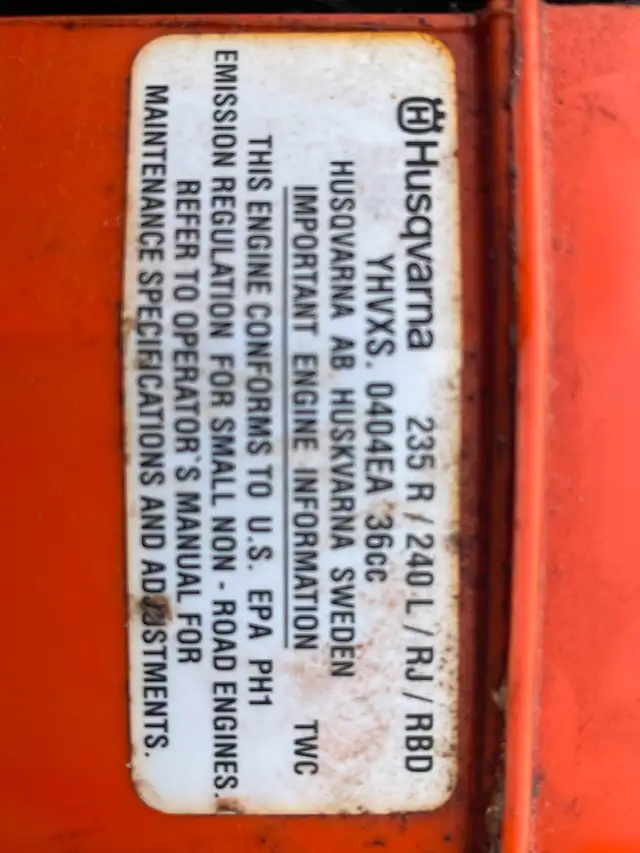 Husqvarna 235 R / 240 L / RJ / RBD
YHVXS. 0404EA 36CC
HUSQVARNA AB HUSKVARNA SWEDEN
IMPORTANT ENGINE INFORMATION TWC
THIS ENGINE CONFORMS TO U.S. EPA PH1
EMISSION REGULATION FOR SMALL NON - ROAD ENGINES.
REFER TO OPERATOR`S MANUAL FOR
MAINTENANCE SPECIFICATIONS AND ADJUSTMENTS.